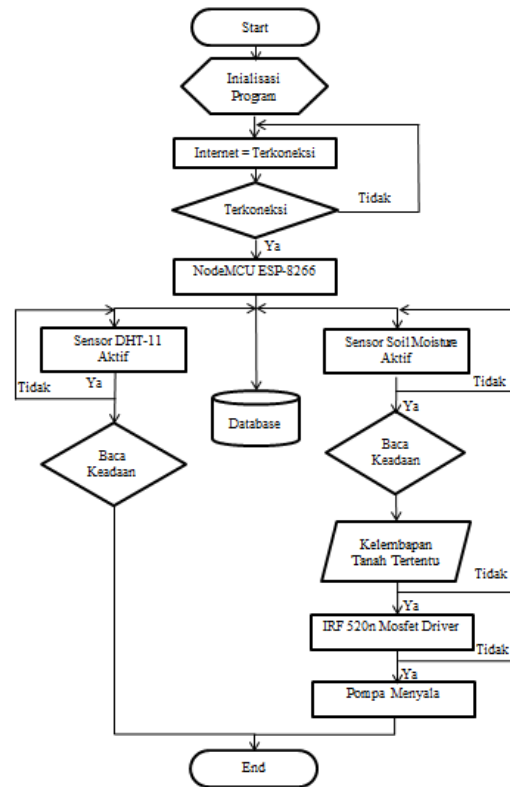 Start
Inialisasi
Program
Internet = Terkoneksi
Terkoneksi
Tidak
Ya
NodeMCU ESP-8266
Sensor DHT-11
Aktif
Ya
Tidak
Baca
Keadaan
Database
Sensor Soil Moisture
Aktif
Tidak
Ya
Baca
Keadaan
Kelembapan
Tanah Tertentu
Tidak
Ya
IRF 520n Mosfet Driver
Tidak
Ya
Pompa Menyala
End